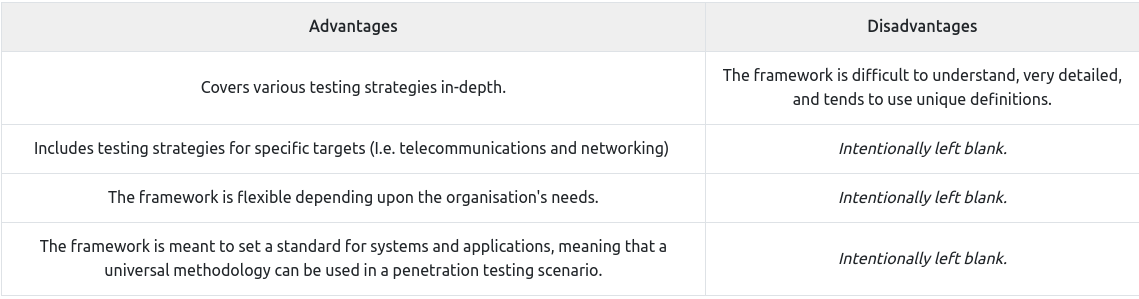 Advantages
Disadvantages
Covers various testing strategies in-depth.
The framework is difficult to understand, very detailed,
and tends to use unique definitions.
Includes testing strategies for specific targets (I.e. telecommunications and networking)
Intentionally left blank.
The framework is flexible depending upon the organisation's needs.
Intentionally left blank.
The framework is meant to set a standard for systems and applications, meaning that a
universal methodology can be used in a penetration testing scenario.
Intentionally left blank.